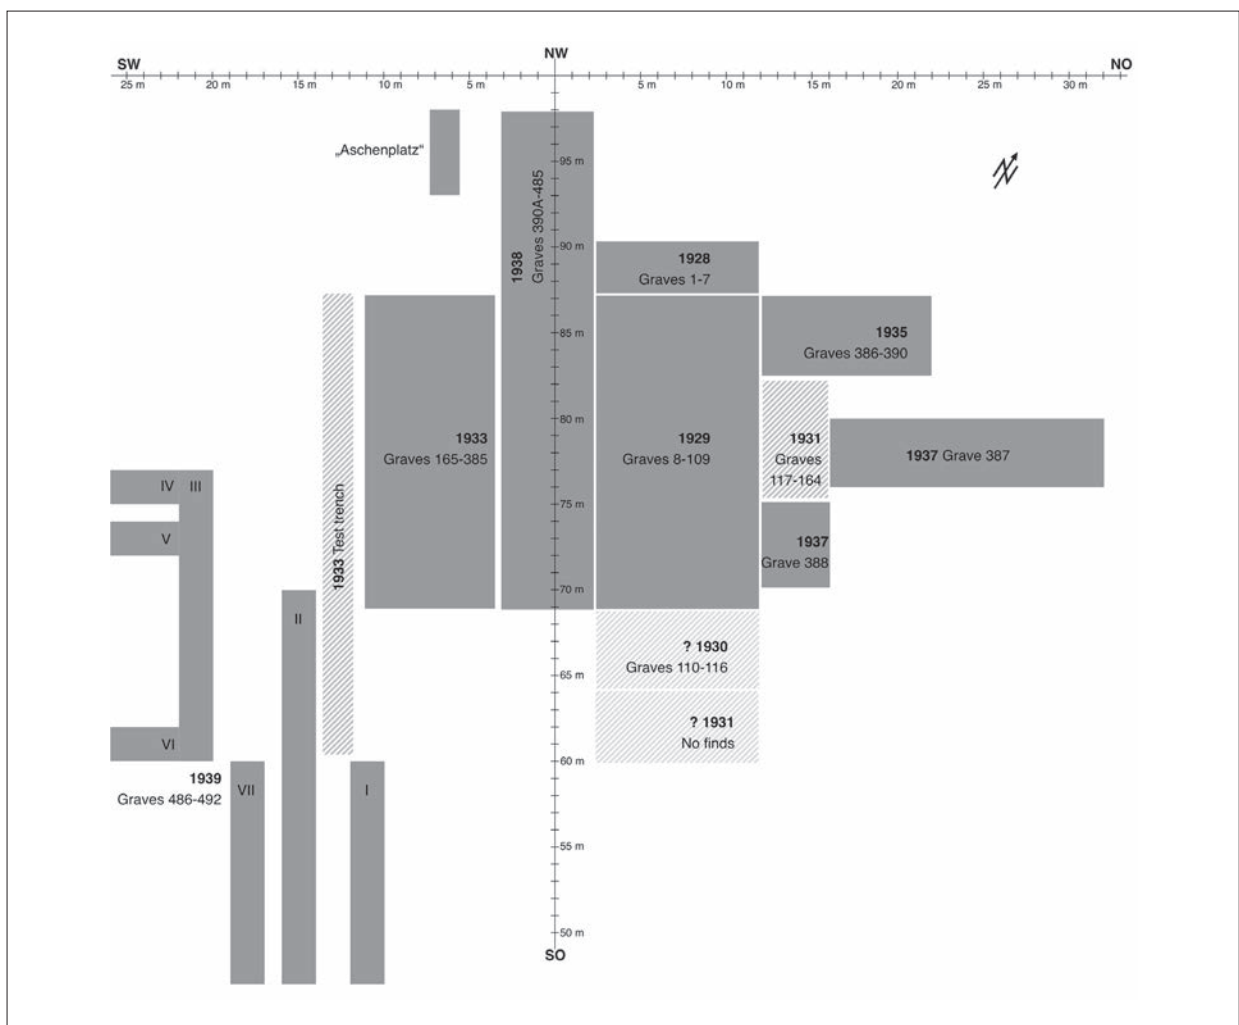 NW
SW
NO
25 m
20 m
15 m
10 m
5 m
5 m
10 m
15 m
20 m
25 m
30 m
„Aschenplatz“
95 m
90 m
85 m
80 m
75 m
70 m
65 m
60 m
55 m
50 m
SO
1938
Graves 390A-485
1928
Graves 1-7
1935
Graves 386-390
1933
Graves 165-385
1929
Graves 8-109
1931
Graves
117-164
1937 Grave 387
1937
Grave 388
1933 Test trench
? 1930
Graves 110-116
? 1931
No finds
IV
III
V
II
VI
1939
Graves 486-492
VII
I
N